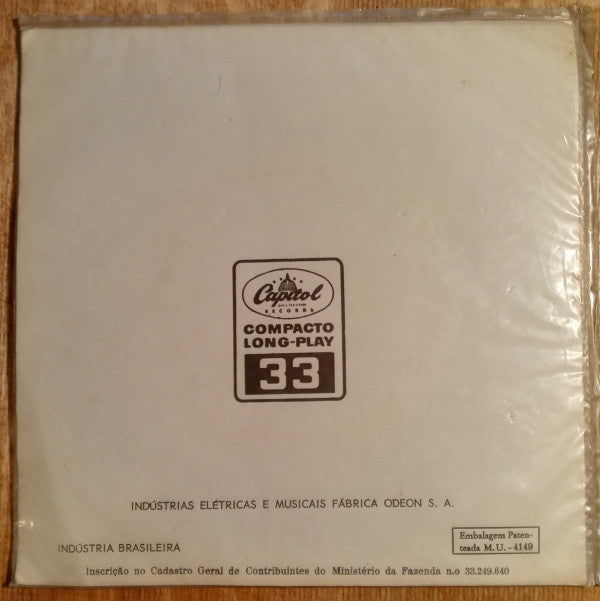 Capitol
RECORDS
COMPACTO
LONG-PLAY
33
INDÚSTRIAS ELÉTRICAS E MUSICAIS FÁBRICA ODEON S. A.
INDÚSTRIA BRASILEIRA
Embalagem Paten-
teada M.U. - 4149
Inscrição no Cadastro Geral de Contribuintes do Ministério da Fazenda n.o 33.249.640